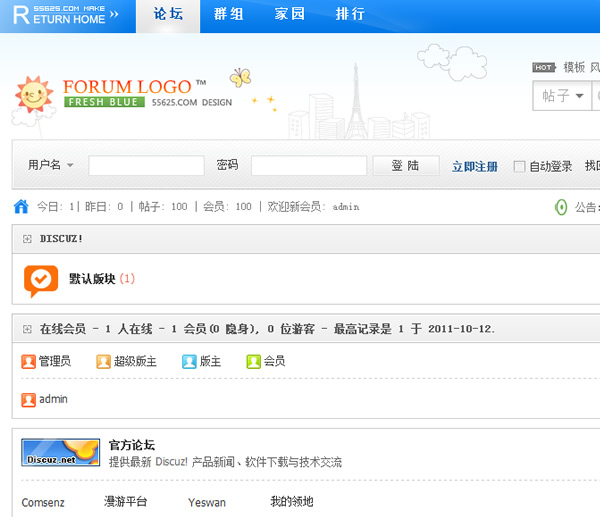 55625.COM MAKE
RETURN HOME >> 论坛 群组 家园 排行
HOT 模板
FORUM LOGO™
FRESH BLUE 55625.COM DESIGN
帖子
用户名 密码 登 陆 立即注册 自动登录 找
今日: 1| 昨日: 0 | 帖子: 100 | 会员: 100 | 欢迎新会员: admin 公告:
DISCUZ!
默认版块 (1)
在线会员 - 1 人在线 - 1 会员(0 隐身), 0 位游客 - 最高记录是 1 于 2011-10-12.
管理员 超级版主 版主 会员
admin
官方论坛
Discuz.net 提供最新 Discuz! 产品新闻、软件下载与技术交流
Comsenz 漫游平台 Yeswan 我的领地